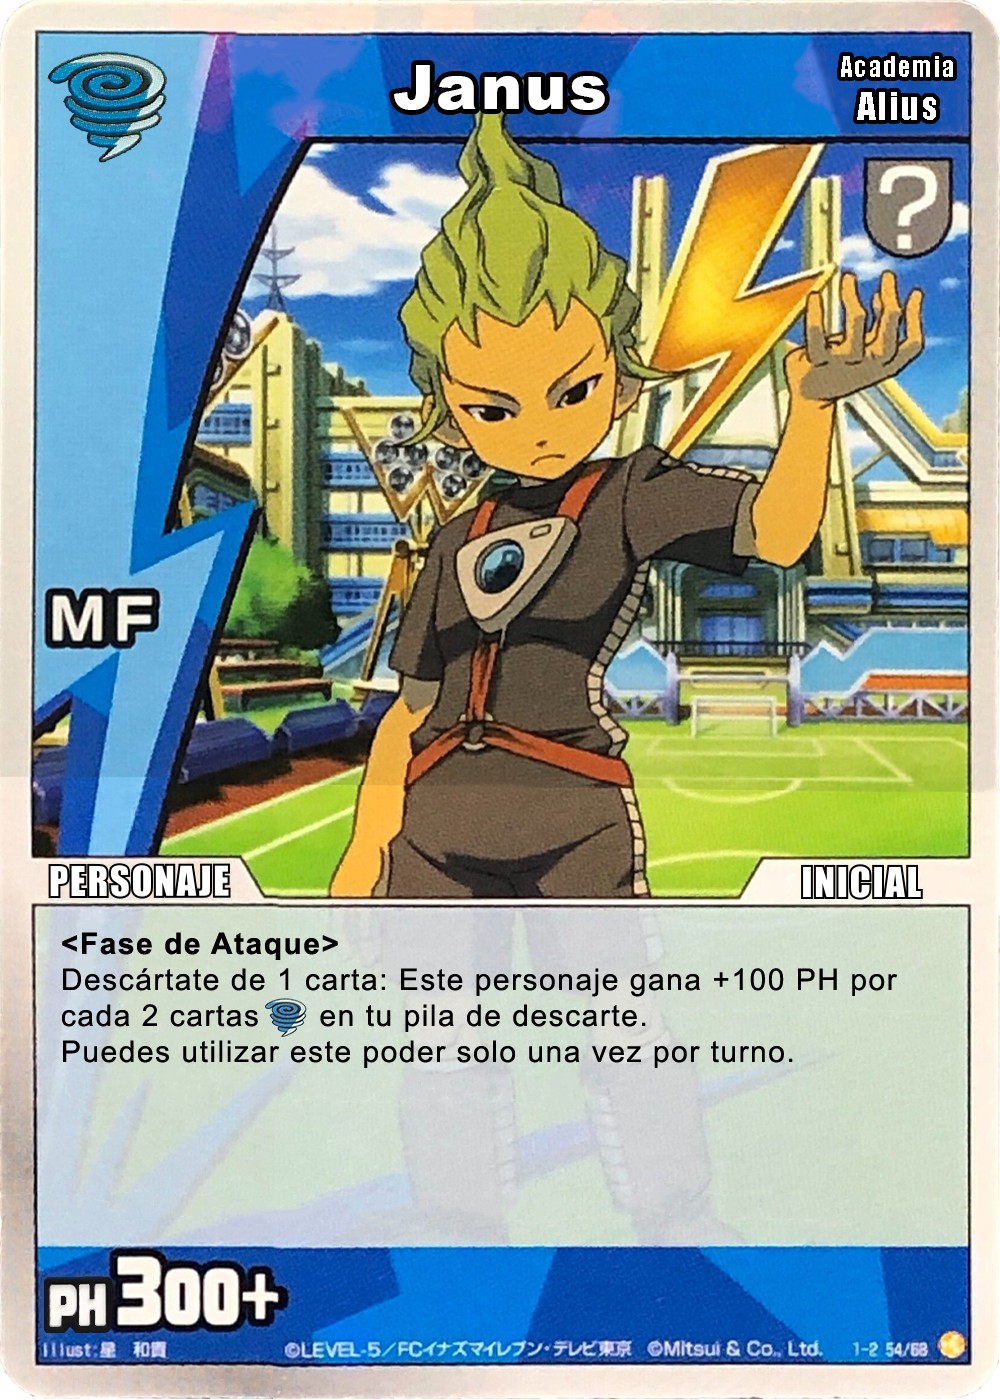 Janus
Academia
Alius
?
MF
PERSONAJE
INICIAL
<Fase de Ataque>
Descártate de 1 carta: Este personaje gana +100 PH por
cada 2 cartas en tu pila de descarte.
Puedes utilizar este poder solo una vez por turno.
PH 300+
Illust:星 和貴
©LEVEL-5/FCイナズマイレブン・テレビ東京 ©Mitsui & Co., Ltd. 1-2 54/68